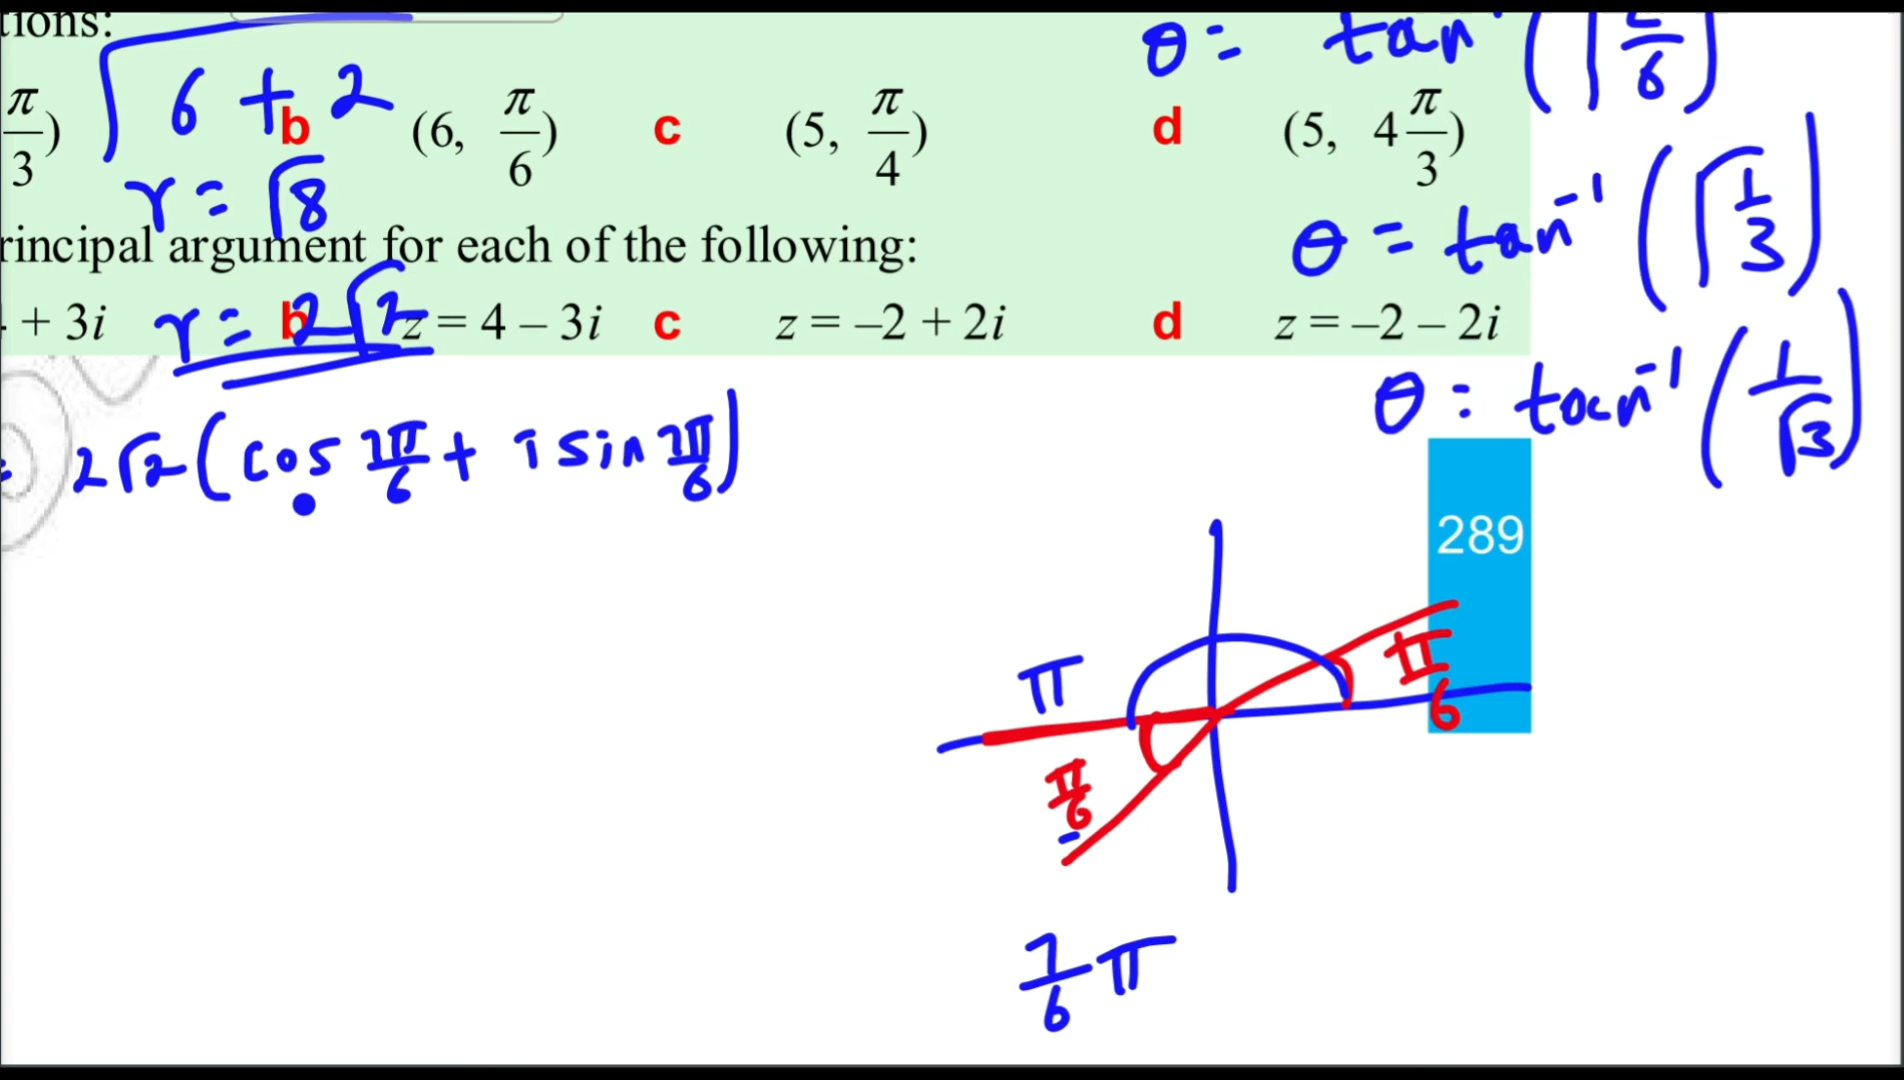 tions:
θ = tan ( √ 2/6 )
√ 6 + 2
π/3) b (6, π/6) c (5, π/4) d (5, 4 π/3)
r = √8
rincipal argument for each of the following:
θ = tan⁻¹ ( √ 1/3 )
+ 3i b z = 4 – 3i c z = –2 + 2i d z = –2 – 2i
r = 2√2
θ = tan⁻¹ ( 1/√3 )
= 2√2 ( cos 7π/6 + i sin 7π/6 )
289
π/6
π
π/6
7/6 π